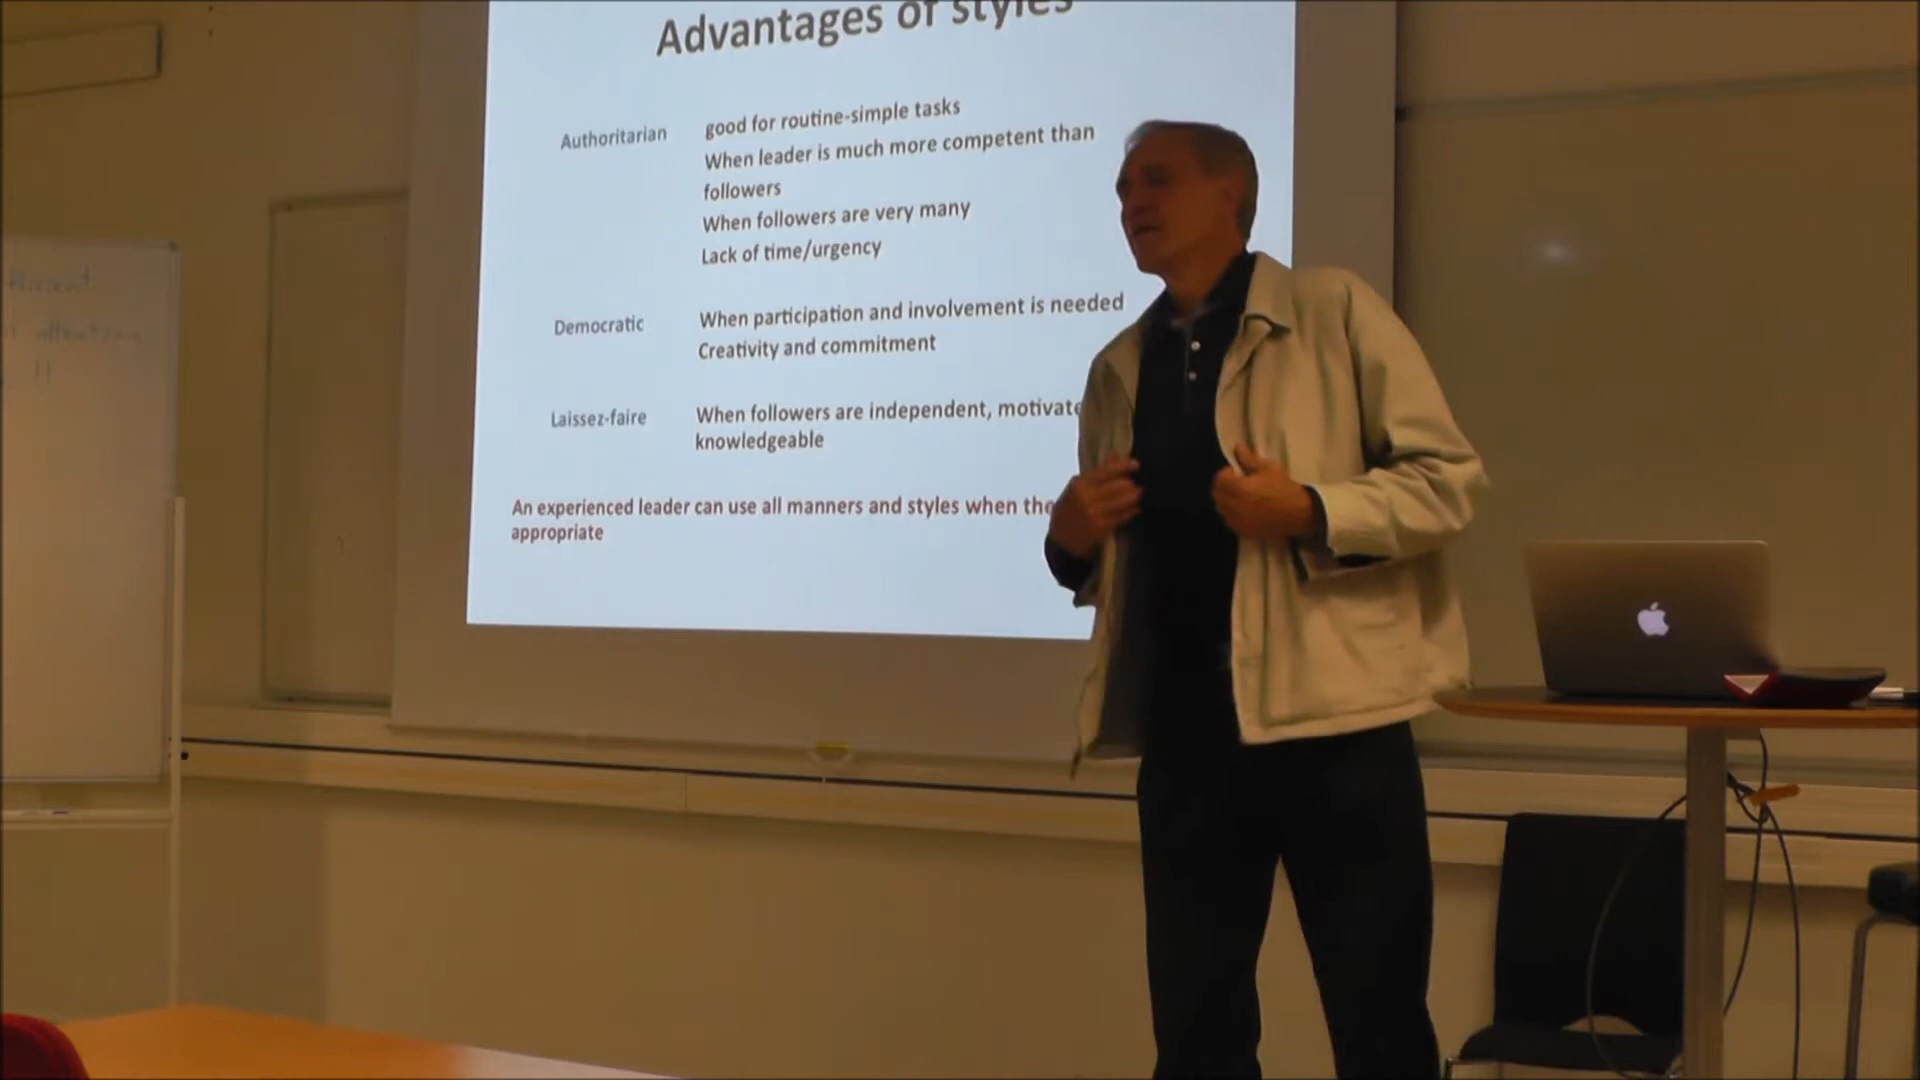 Advantages of styles
Authoritarian
good for routine-simple tasks
When leader is much more competent than
followers
When followers are very many
Lack of time/urgency
Democratic
When participation and involvement is needed
Creativity and commitment
Laissez-faire
When followers are independent,
knowledgeable
An experienced leader can use all manners and styles when
appropriate